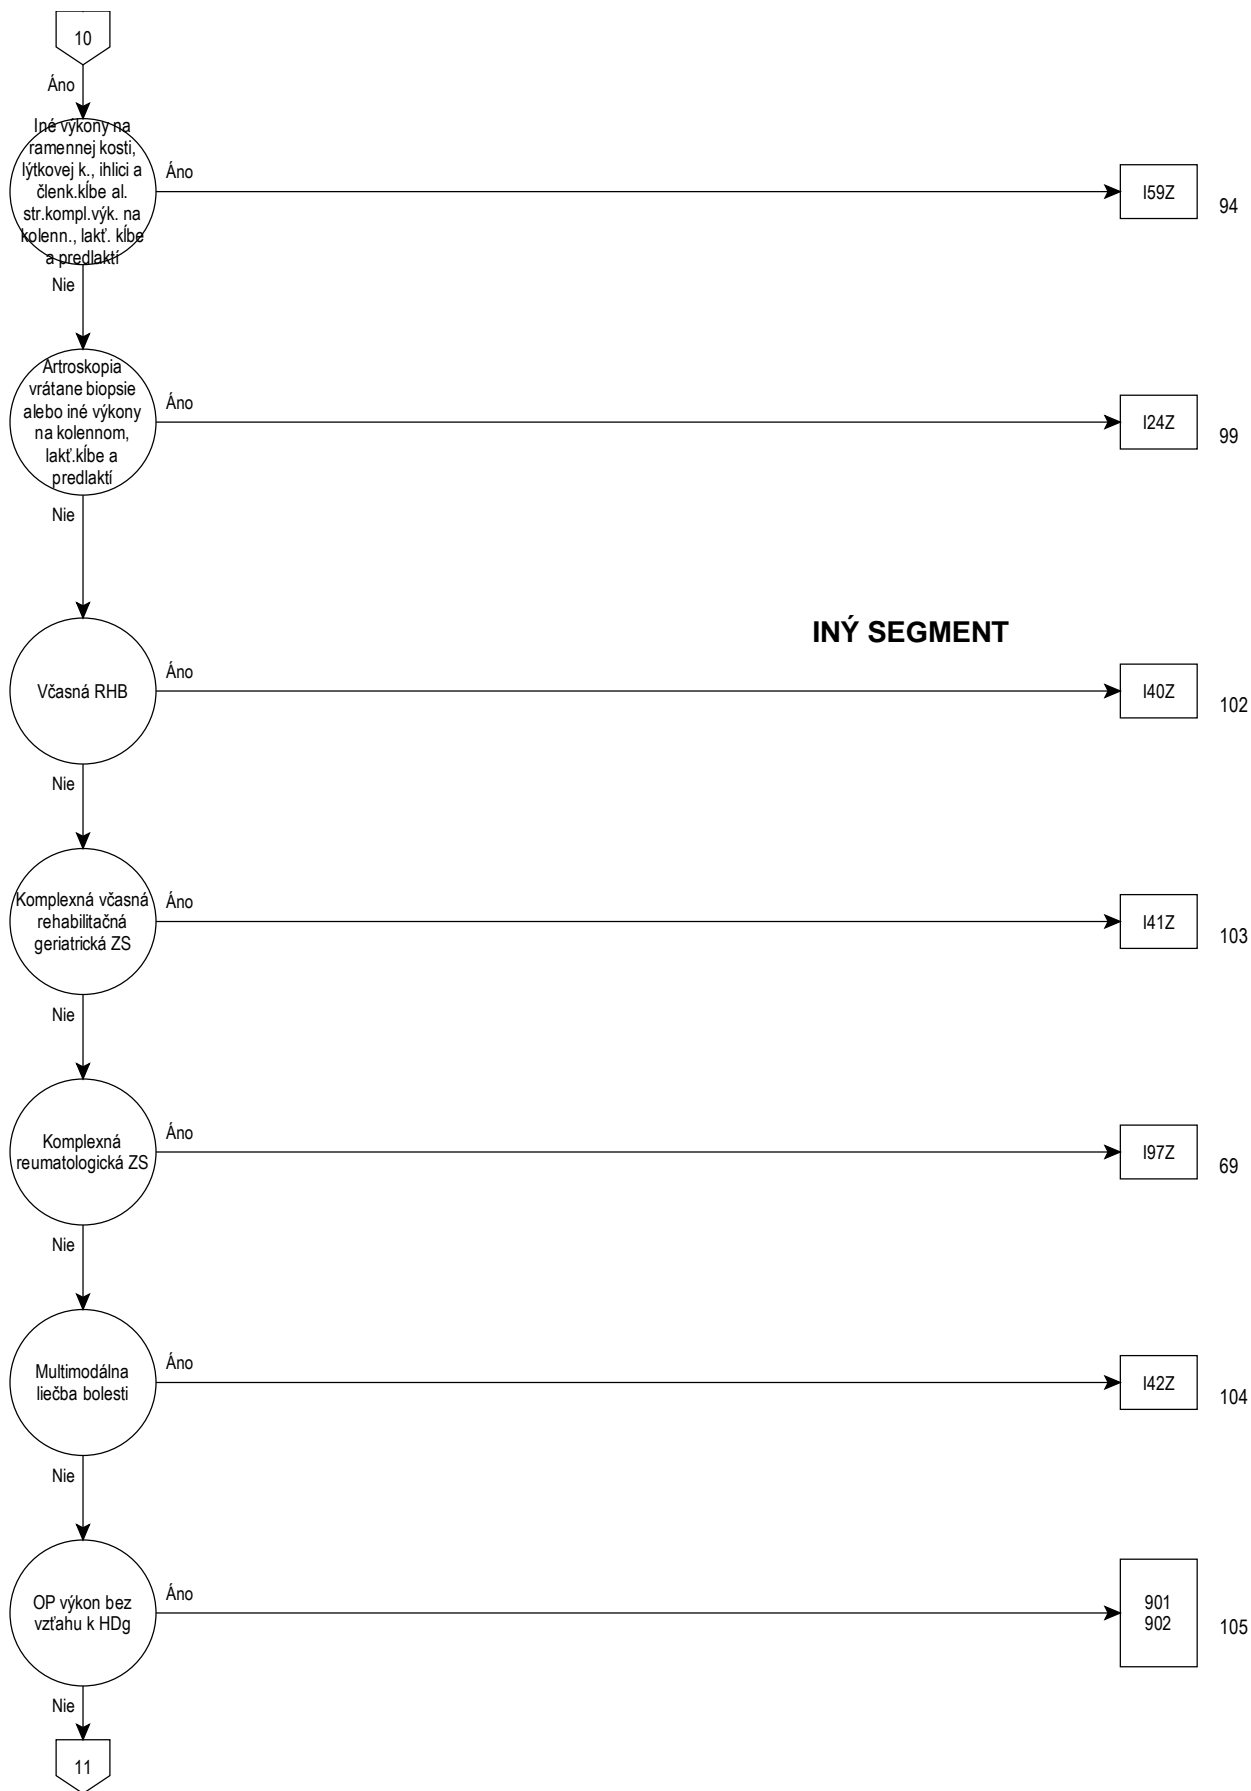 10
Áno
Iné výkony na
ramennej kosti,
lýtkovej k., ihlici a
členk.kĺbe al.
str.kompl.výk. na
kolenn., lakť. kĺbe
a predlaktí
Áno
I59Z
94
Nie
Artroskopia
vrátane biopsie
alebo iné výkony
na kolennom,
lakť.kĺbe a
predlaktí
Áno
I24Z
99
Nie
INÝ SEGMENT
Včasná RHB
Áno
I40Z
102
Nie
Komplexná včasná
rehabilitačná
geriatrická ZS
Áno
I41Z
103
Nie
Komplexná
reumatologická ZS
Áno
I97Z
69
Nie
Multimodálna
liečba bolesti
Áno
I42Z
104
Nie
OP výkon bez
vzťahu k HDg
Áno
901
902
105
Nie
11